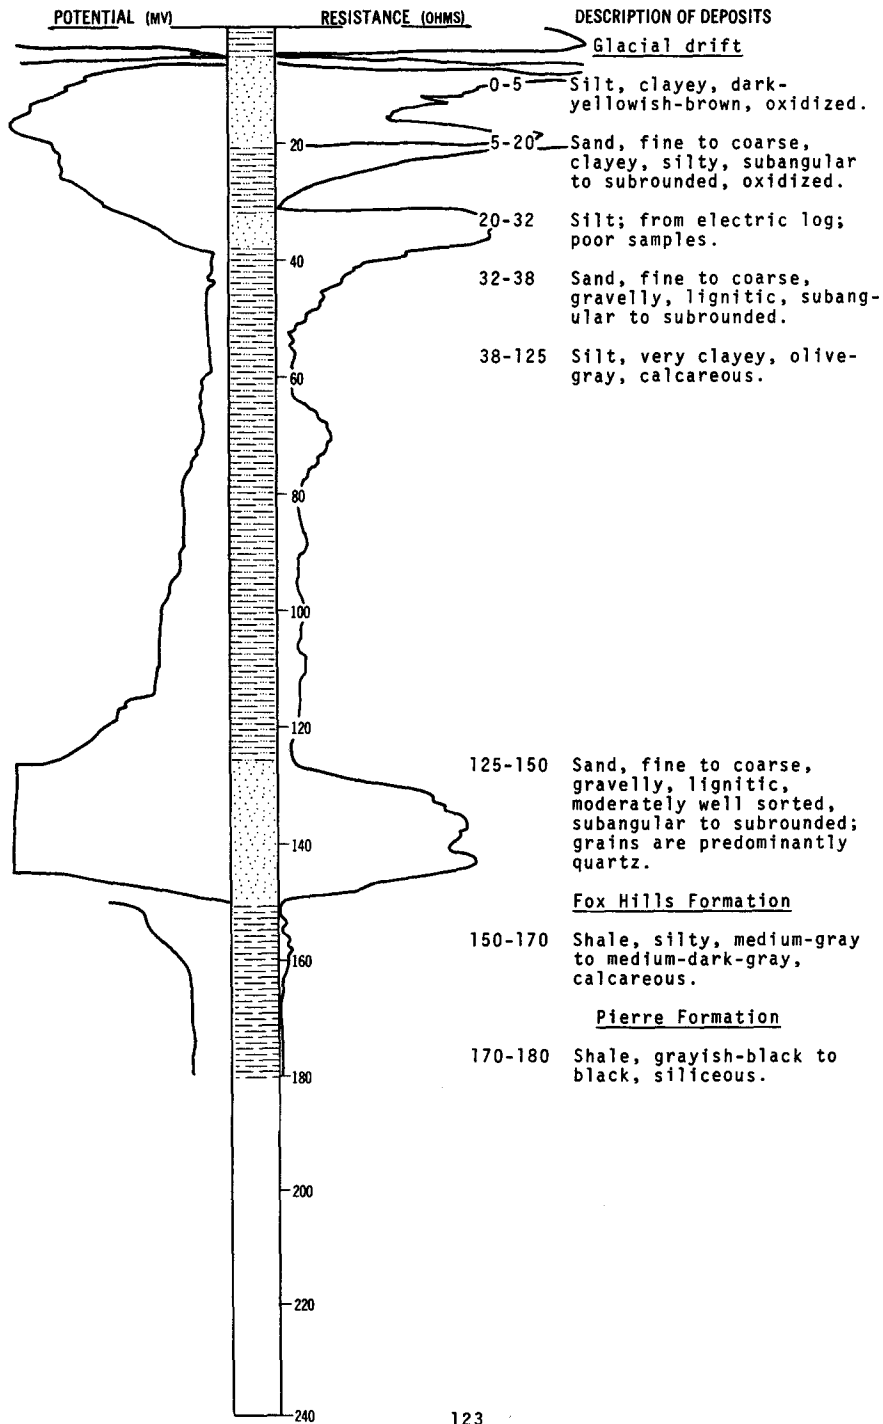 POTENTIAL (MV) RESISTANCE (OHMS) DESCRIPTION OF DEPOSITS
Glacial drift
0-5 Silt, clayey, dark-
yellowish-brown, oxidized.
5-20 Sand, fine to coarse,
clayey, silty, subangular
to subrounded, oxidized.
20-32 Silt; from electric log;
poor samples.
32-38 Sand, fine to coarse,
gravelly, lignitic, subang-
ular to subrounded.
38-125 Silt, very clayey, olive-
gray, calcareous.
125-150 Sand, fine to coarse,
gravelly, lignitic,
moderately well sorted,
subangular to subrounded;
grains are predominantly
quartz.
Fox Hills Formation
150-170 Shale, silty, medium-gray
to medium-dark-gray,
calcareous.
Pierre Formation
170-180 Shale, grayish-black to
black, siliceous.
20
40
60
80
100
120
140
160
180
200
220
240
123